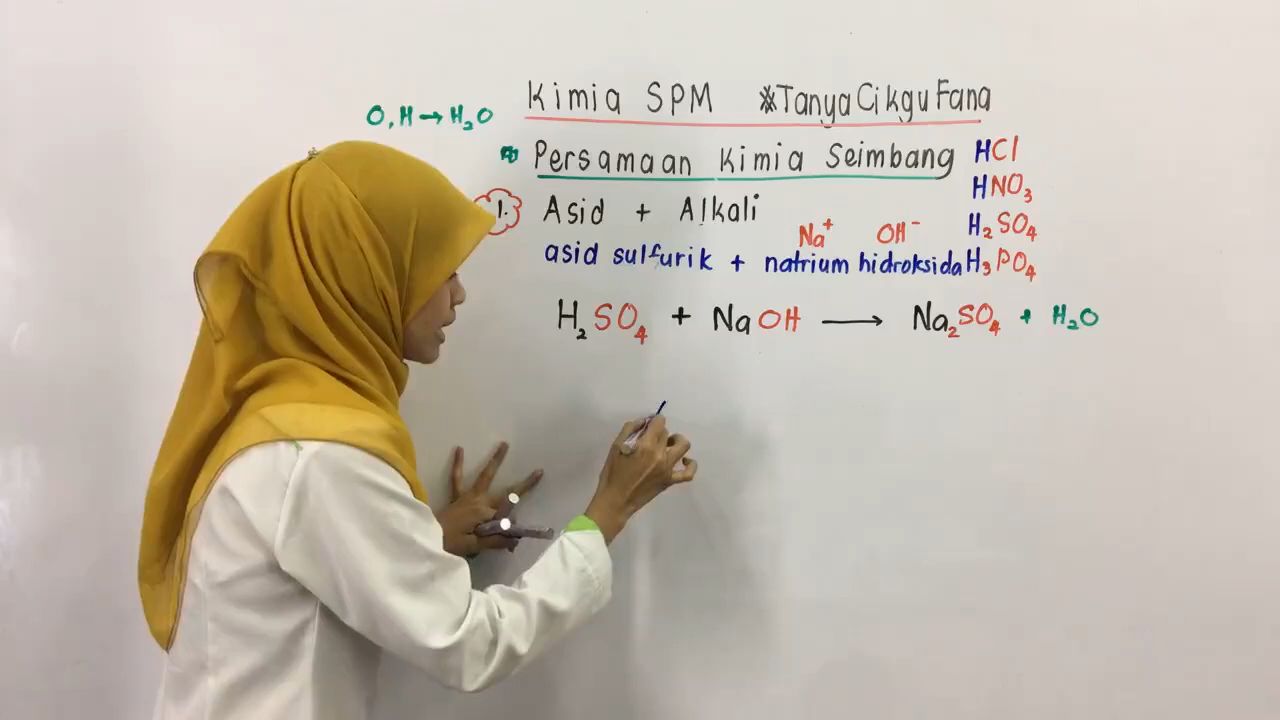 Kimia SPM *Tanya Cikgu Fana
O, H → H₂O
Persamaan Kimia Seimbang
HCl
HNO₃
1. Asid + Alkali
H₂SO₄
Na⁺ OH⁻
asid sulfurik + natrium hidroksida
H₃PO₄
H₂SO₄ + NaOH → Na₂SO₄ + H₂O